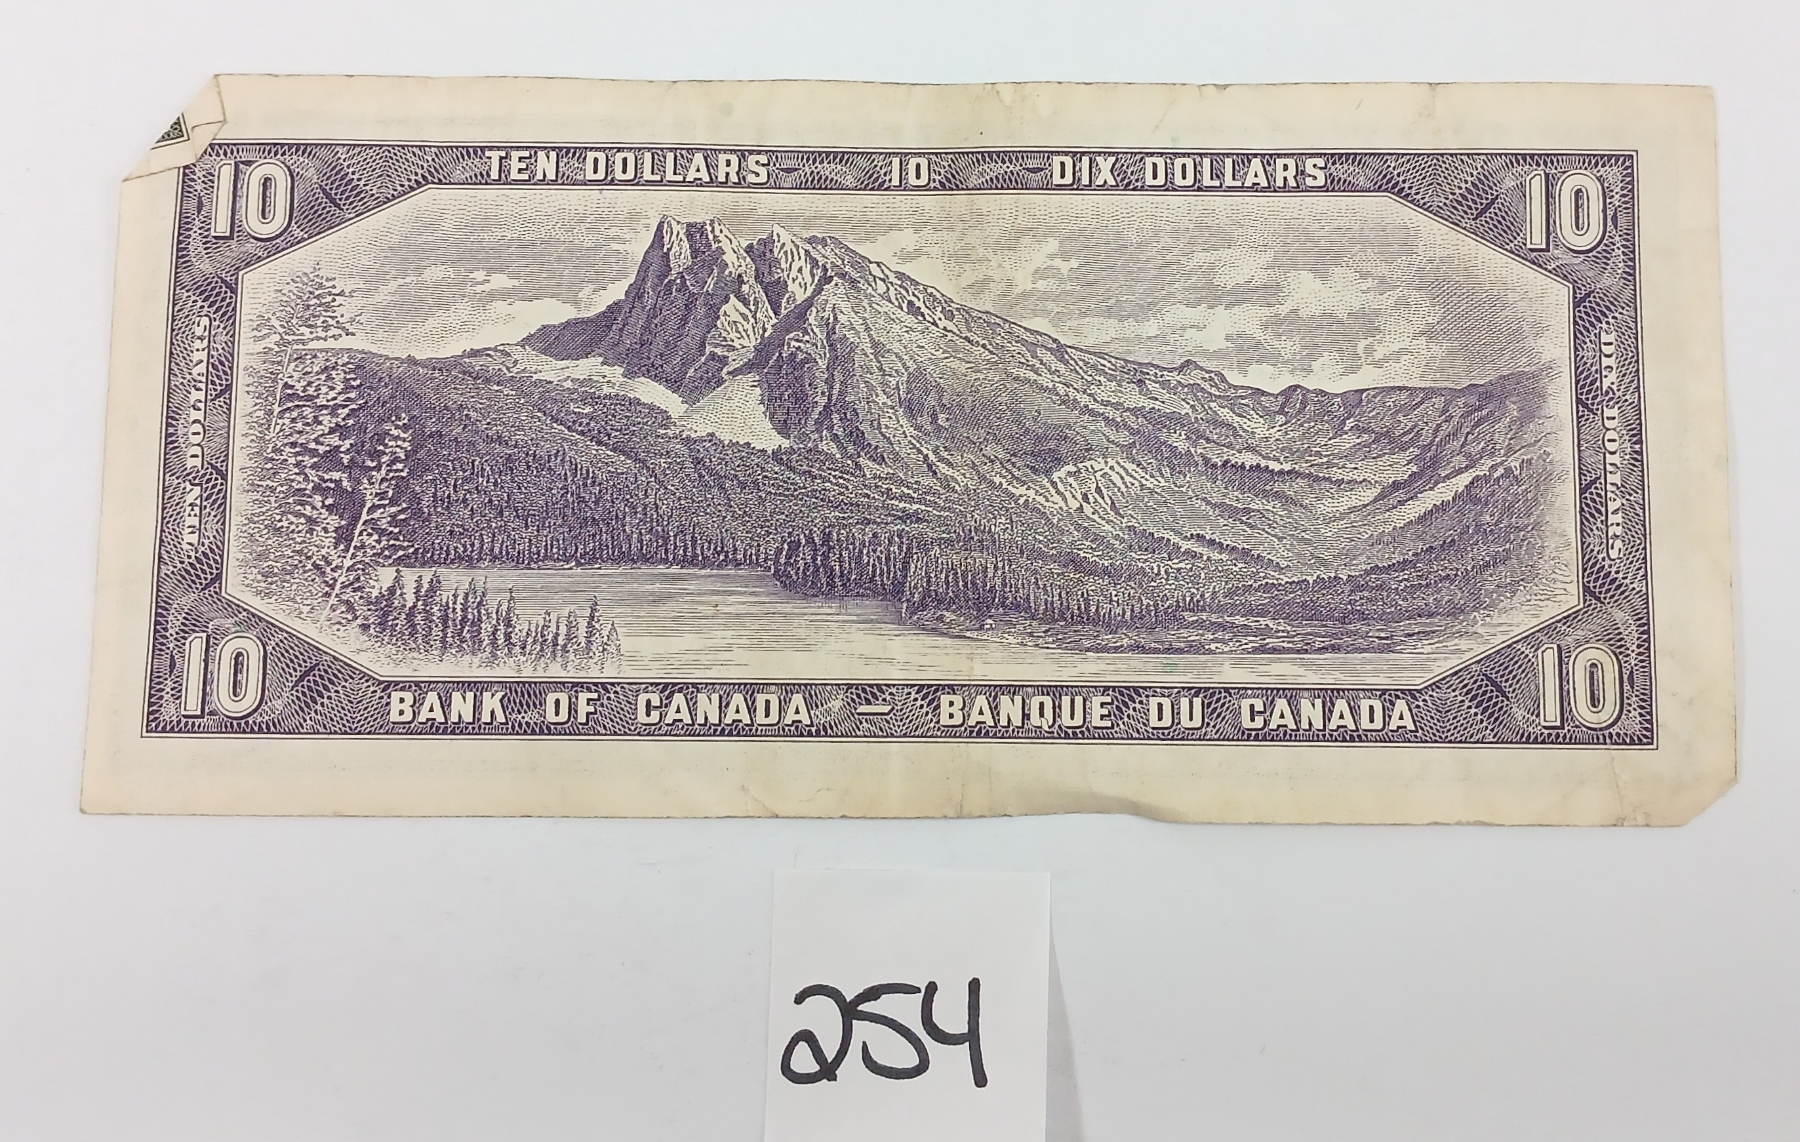 TEN DOLLARS 10 DIX DOLLARS
10 10
TEN DOLLARS
DIX DOLLARS
10 10
BANK OF CANADA — BANQUE DU CANADA
254